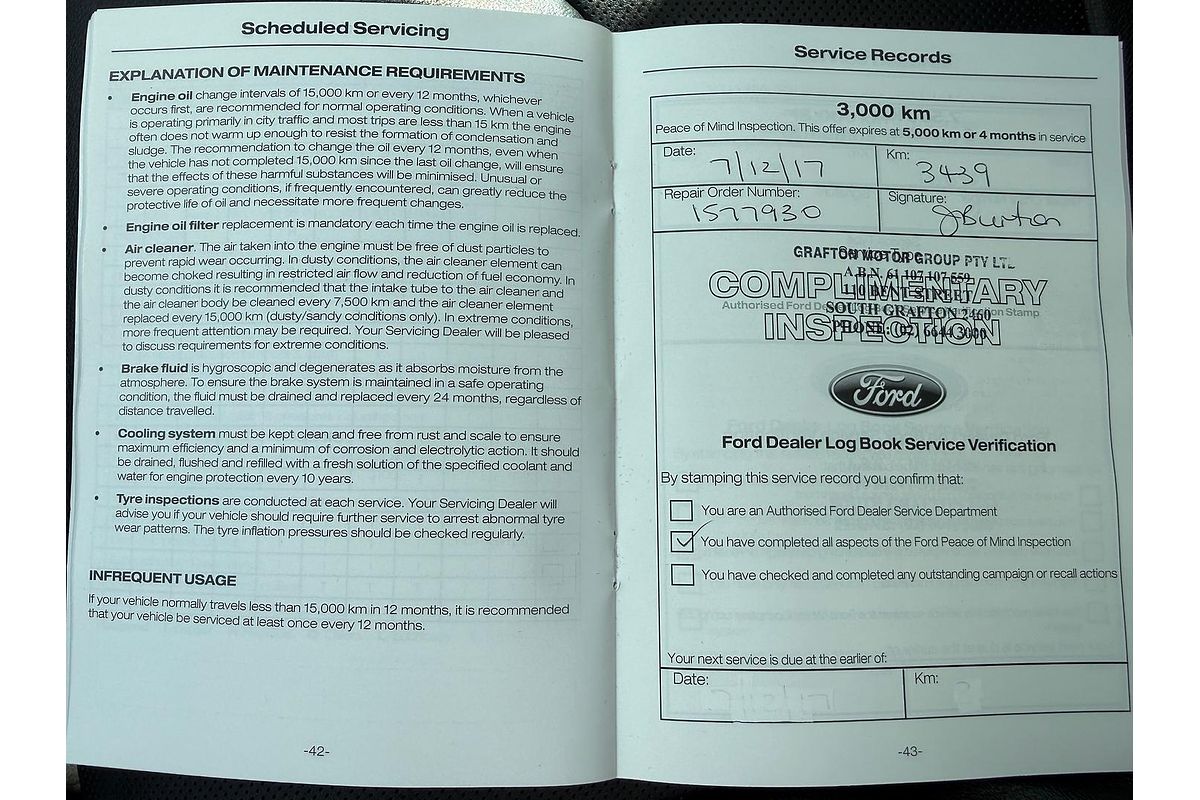 Scheduled Servicing
EXPLANATION OF MAINTENANCE REQUIREMENTS
• Engine oil change intervals of 15,000 km or every 12 months, whichever
occurs first, are recommended for normal operating conditions. When a vehicle
is operating primarily in city traffic and most trips are less than 15 km the engine
often does not warm up enough to resist the formation of condensation and
sludge. The recommendation to change the oil every 12 months, even when
the vehicle has not completed 15,000 km since the last oil change, will ensure
that the effects of these harmful substances will be minimised. Unusual or
severe operating conditions, if frequently encountered, can greatly reduce the
protective life of oil and necessitate more frequent changes.
• Engine oil filter replacement is mandatory each time the engine oil is replaced.
• Air cleaner. The air taken into the engine must be free of dust particles to
prevent rapid wear occurring. In dusty conditions, the air cleaner element can
become choked resulting in restricted air flow and reduction of fuel economy. In
dusty conditions it is recommended that the intake tube to the air cleaner and
the air cleaner body be cleaned every 7,500 km and the air cleaner element
replaced every 15,000 km (dusty/sandy conditions only). In extreme conditions,
more frequent attention may be required. Your Servicing Dealer will be pleased
to discuss requirements for extreme conditions.
• Brake fluid is hygroscopic and degenerates as it absorbs moisture from the
atmosphere. To ensure the brake system is maintained in a safe operating
condition, the fluid must be drained and replaced every 24 months, regardless of
distance travelled.
• Cooling system must be kept clean and free from rust and scale to ensure
maximum efficiency and a minimum of corrosion and electrolytic action. It should
be drained, flushed and refilled with a fresh solution of the specified coolant and
water for engine protection every 10 years.
• Tyre inspections are conducted at each service. Your Servicing Dealer will
advise you if your vehicle should require further service to arrest abnormal tyre
wear patterns. The tyre inflation pressures should be checked regularly.
INFREQUENT USAGE
If your vehicle normally travels less than 15,000 km in 12 months, it is recommended
that your vehicle be serviced at least once every 12 months.
-42-
Service Records
3,000 km
Peace of Mind Inspection. This offer expires at 5,000 km or 4 months in service
Date: 7/12/17 Km: 3439
Repair Order Number: 1577930 Signature: JBurton
GRAFTON MOTOR GROUP PTY LTD
A.B.N. 61 107 107 559
COMPLIMENTARY
110 BENT STREET
Authorised Ford Stamp
SOUTH GRAFTON 2460
INSPECTION
PHONE: (02) 6644 3000
Ford
Ford Dealer Log Book Service Verification
By stamping this service record you confirm that:
You are an Authorised Ford Dealer Service Department
You have completed all aspects of the Ford Peace of Mind Inspection
You have checked and completed any outstanding campaign or recall actions
Your next service is due at the earlier of:
Date: Km:
-43-